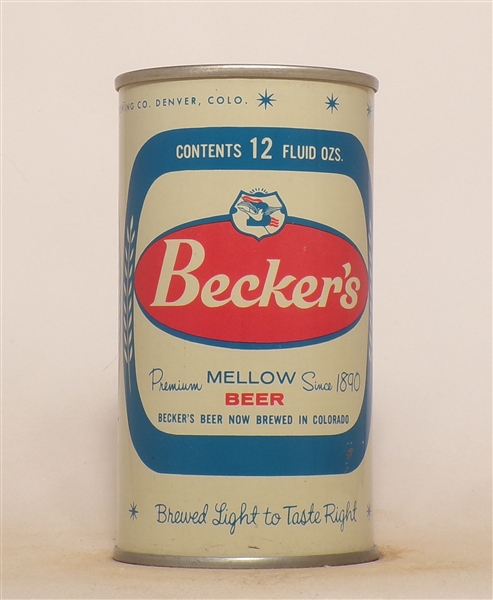 CO. DENVER, COLO.
CONTENTS 12 FLUID OZS.
Becker's
Premium MELLOW Since 1890
BEER
BECKER'S BEER NOW BREWED IN COLORADO
Brewed Light to Taste Right